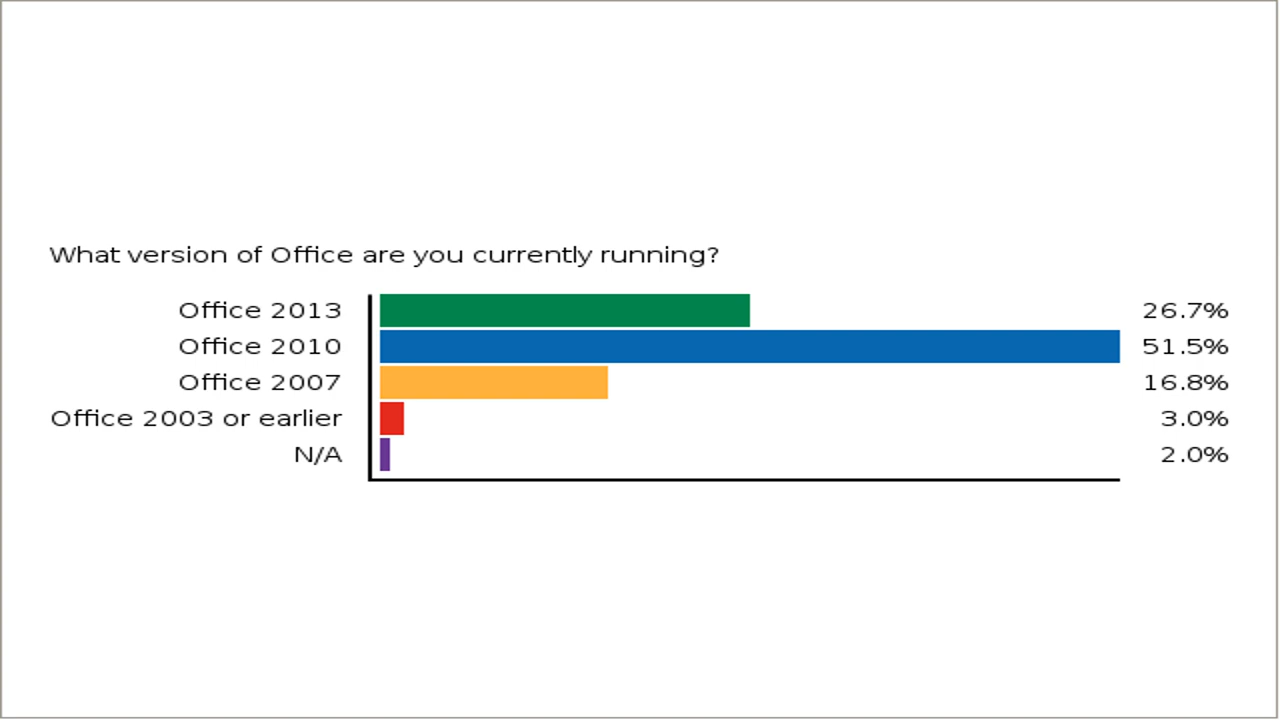 What version of Office are you currently running?
Office 2013 26.7%
Office 2010 51.5%
Office 2007 16.8%
Office 2003 or earlier 3.0%
N/A 2.0%